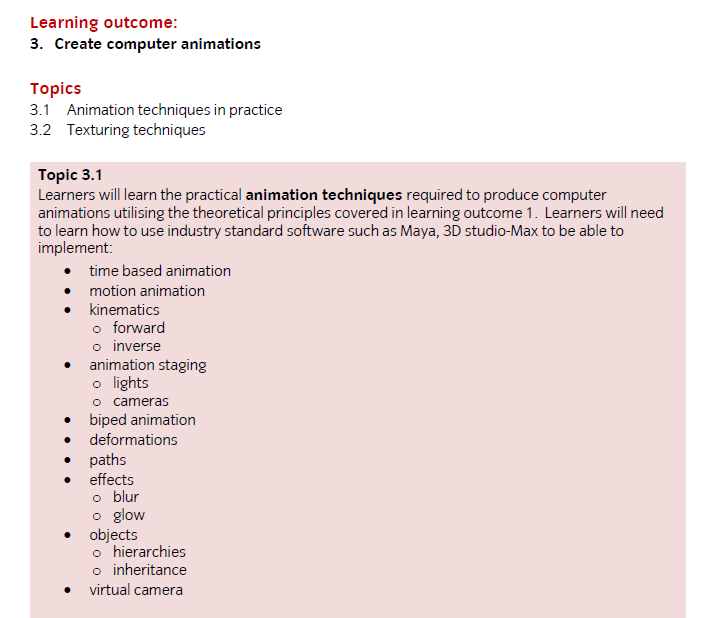 Learning outcome:
3. Create computer animations
Topics
3.1 Animation techniques in practice
3.2 Texturing techniques
Topic 3.1
Learners will learn the practical animation techniques required to produce computer
animations utilising the theoretical principles covered in learning outcome 1. Learners will need
to learn how to use industry standard software such as Maya, 3D studio-Max to be able to
implement:
• time based animation
• motion animation
• kinematics
o forward
o inverse
• animation staging
o lights
o cameras
• biped animation
• deformations
• paths
• effects
o blur
o glow
• objects
o hierarchies
o inheritance
• virtual camera